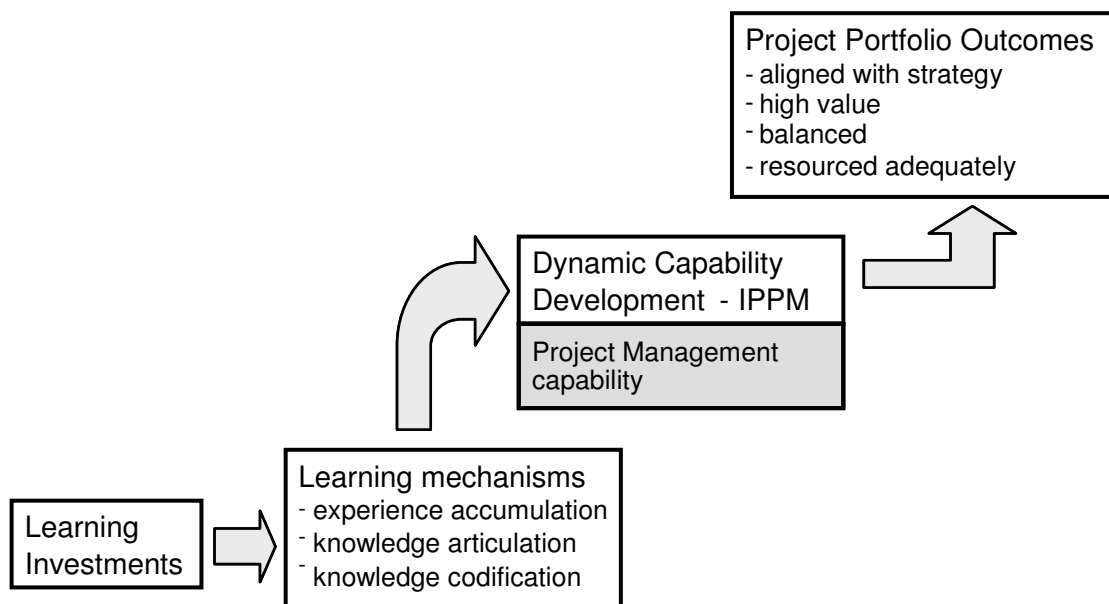 Project Portfolio Outcomes
- aligned with strategy
- high value
- balanced
- resourced adequately
Dynamic Capability
Development - IPPM
Project Management
capability
Learning mechanisms
- experience accumulation
- knowledge articulation
- knowledge codification
Learning
Investments